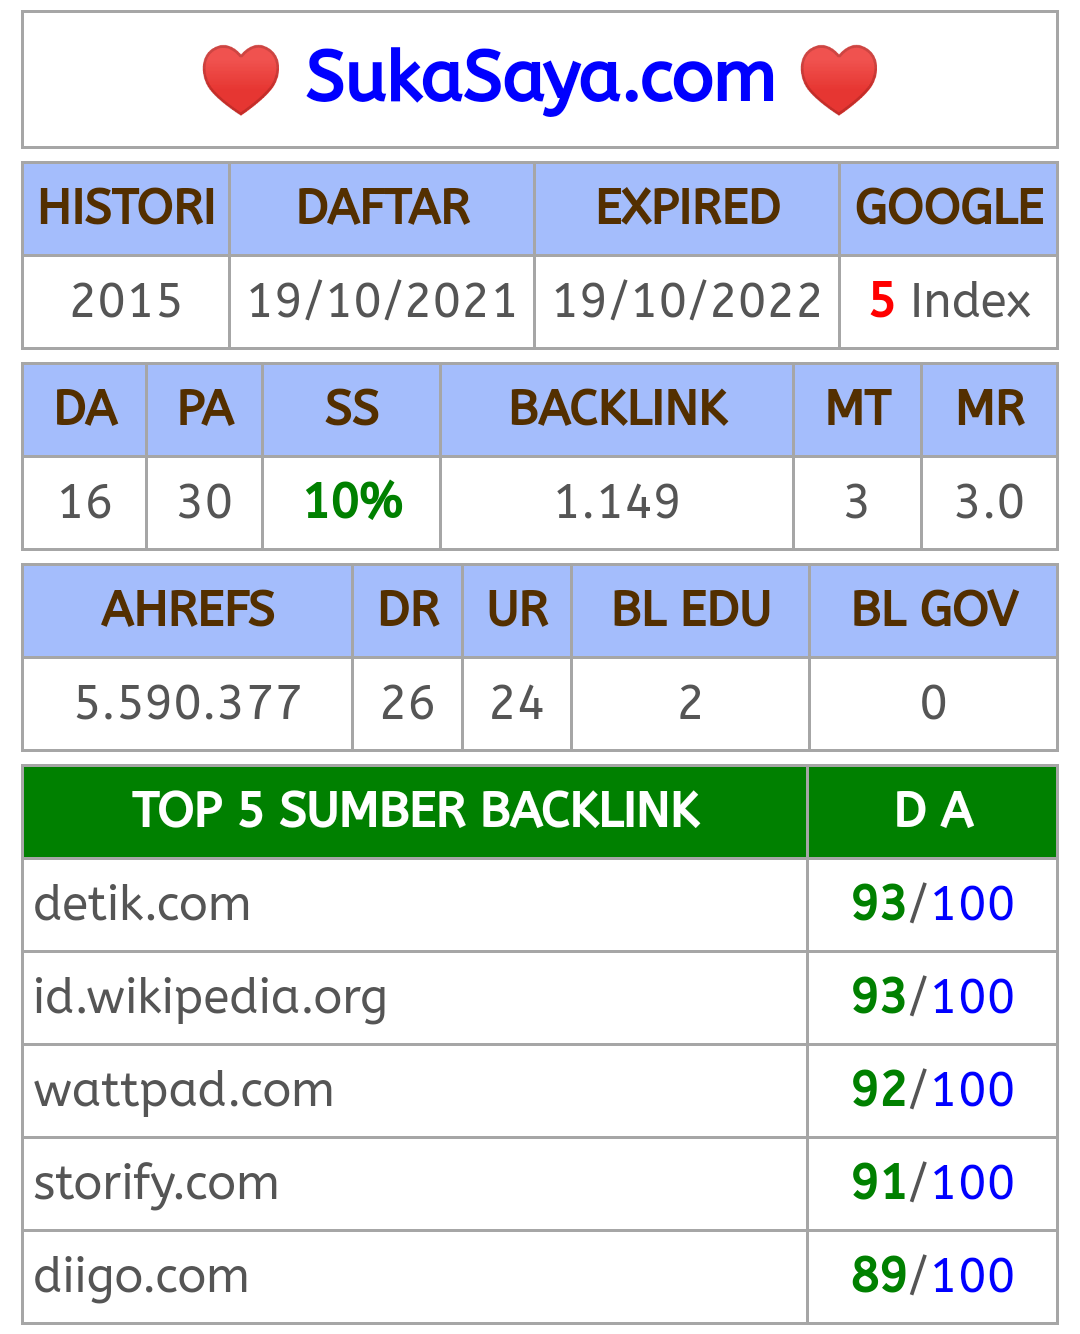 ❤️ SukaSaya.com ❤️
HISTORI DAFTAR EXPIRED GOOGLE
2015 19/10/2021 19/10/2022 5 Index
DA PA SS BACKLINK MT MR
16 30 10% 1.149 3 3.0
AHREFS DR UR BL EDU BL GOV
5.590.377 26 24 2 0
TOP 5 SUMBER BACKLINK D A
detik.com 93/100
id.wikipedia.org 93/100
wattpad.com 92/100
storify.com 91/100
diigo.com 89/100